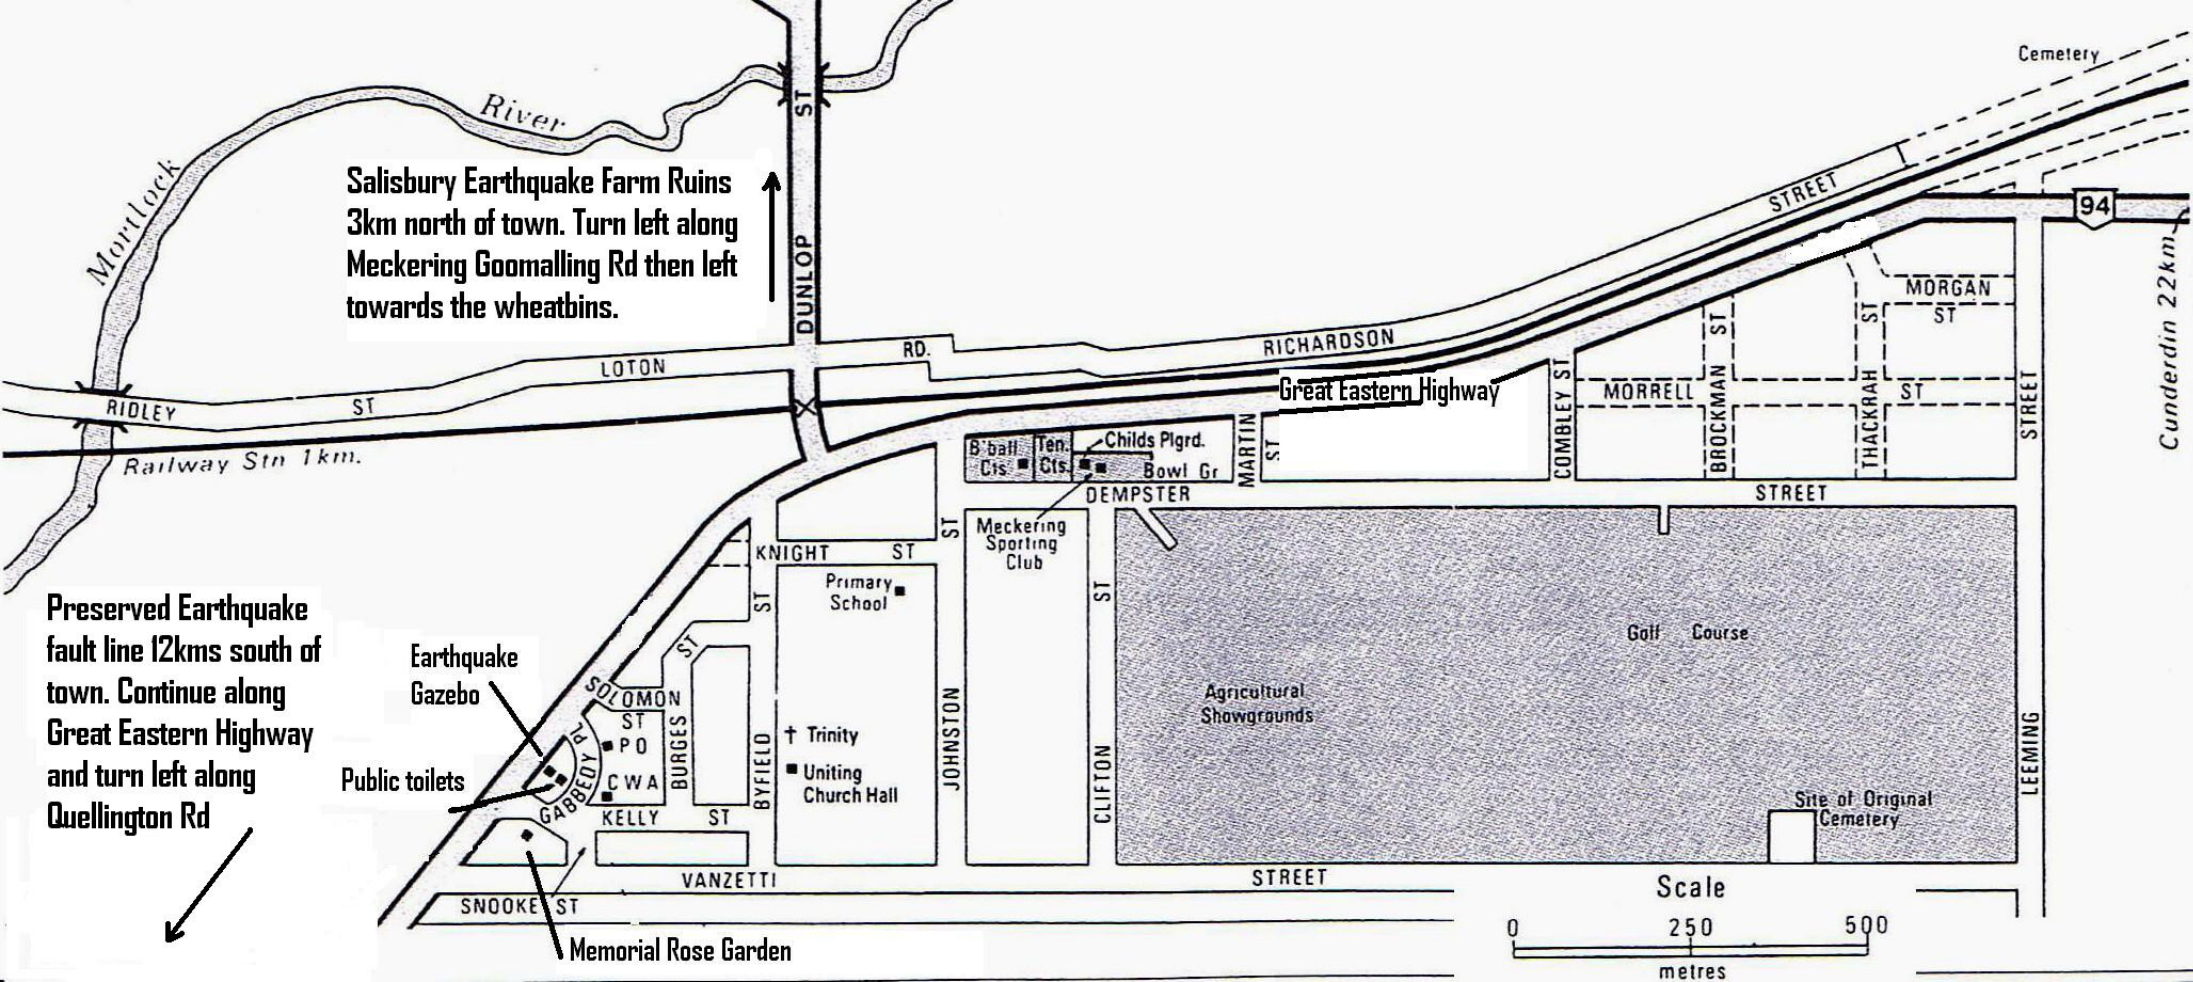 Cemetery
River
ST
Mortlock
Salisbury Earthquake Farm Ruins
3km north of town. Turn left along
Meckering Goomalling Rd then left
towards the wheatbins.
DUNLOP
STREET
94
Cunderdin 22km
MORGAN
ST
RICHARDSON
RD.
LOTON
RIDLEY
ST
Great Eastern Highway
Railway Stn 1km.
B'ball
Cts
Ten.
Cts.
Childs Plgrd.
Bowl Gr
MARTIN
ST
COMBLEY ST
MORRELL
ST
BROCKMAN
ST
THACKRAH
ST
STREET
DEMPSTER
STREET
Meckering
Sporting
Club
KNIGHT
ST
ST
Primary
School
ST
ST
Golf Course
Preserved Earthquake
fault line 12kms south of
town. Continue along
Great Eastern Highway
and turn left along
Quellington Rd
Earthquake
Gazebo
Public toilets
ST
SOLOMON
ST
GABBEDY PL
PO
CWA
BURGES
BYFIELD
Trinity
Uniting
Church Hall
JOHNSTON
CLIFTON
Agricultural
Showgrounds
LEEMING
Site of Original
Cemetery
KELLY
ST
VANZETTI
STREET
SNOOKE ST
Memorial Rose Garden
Scale
0 250 500
metres